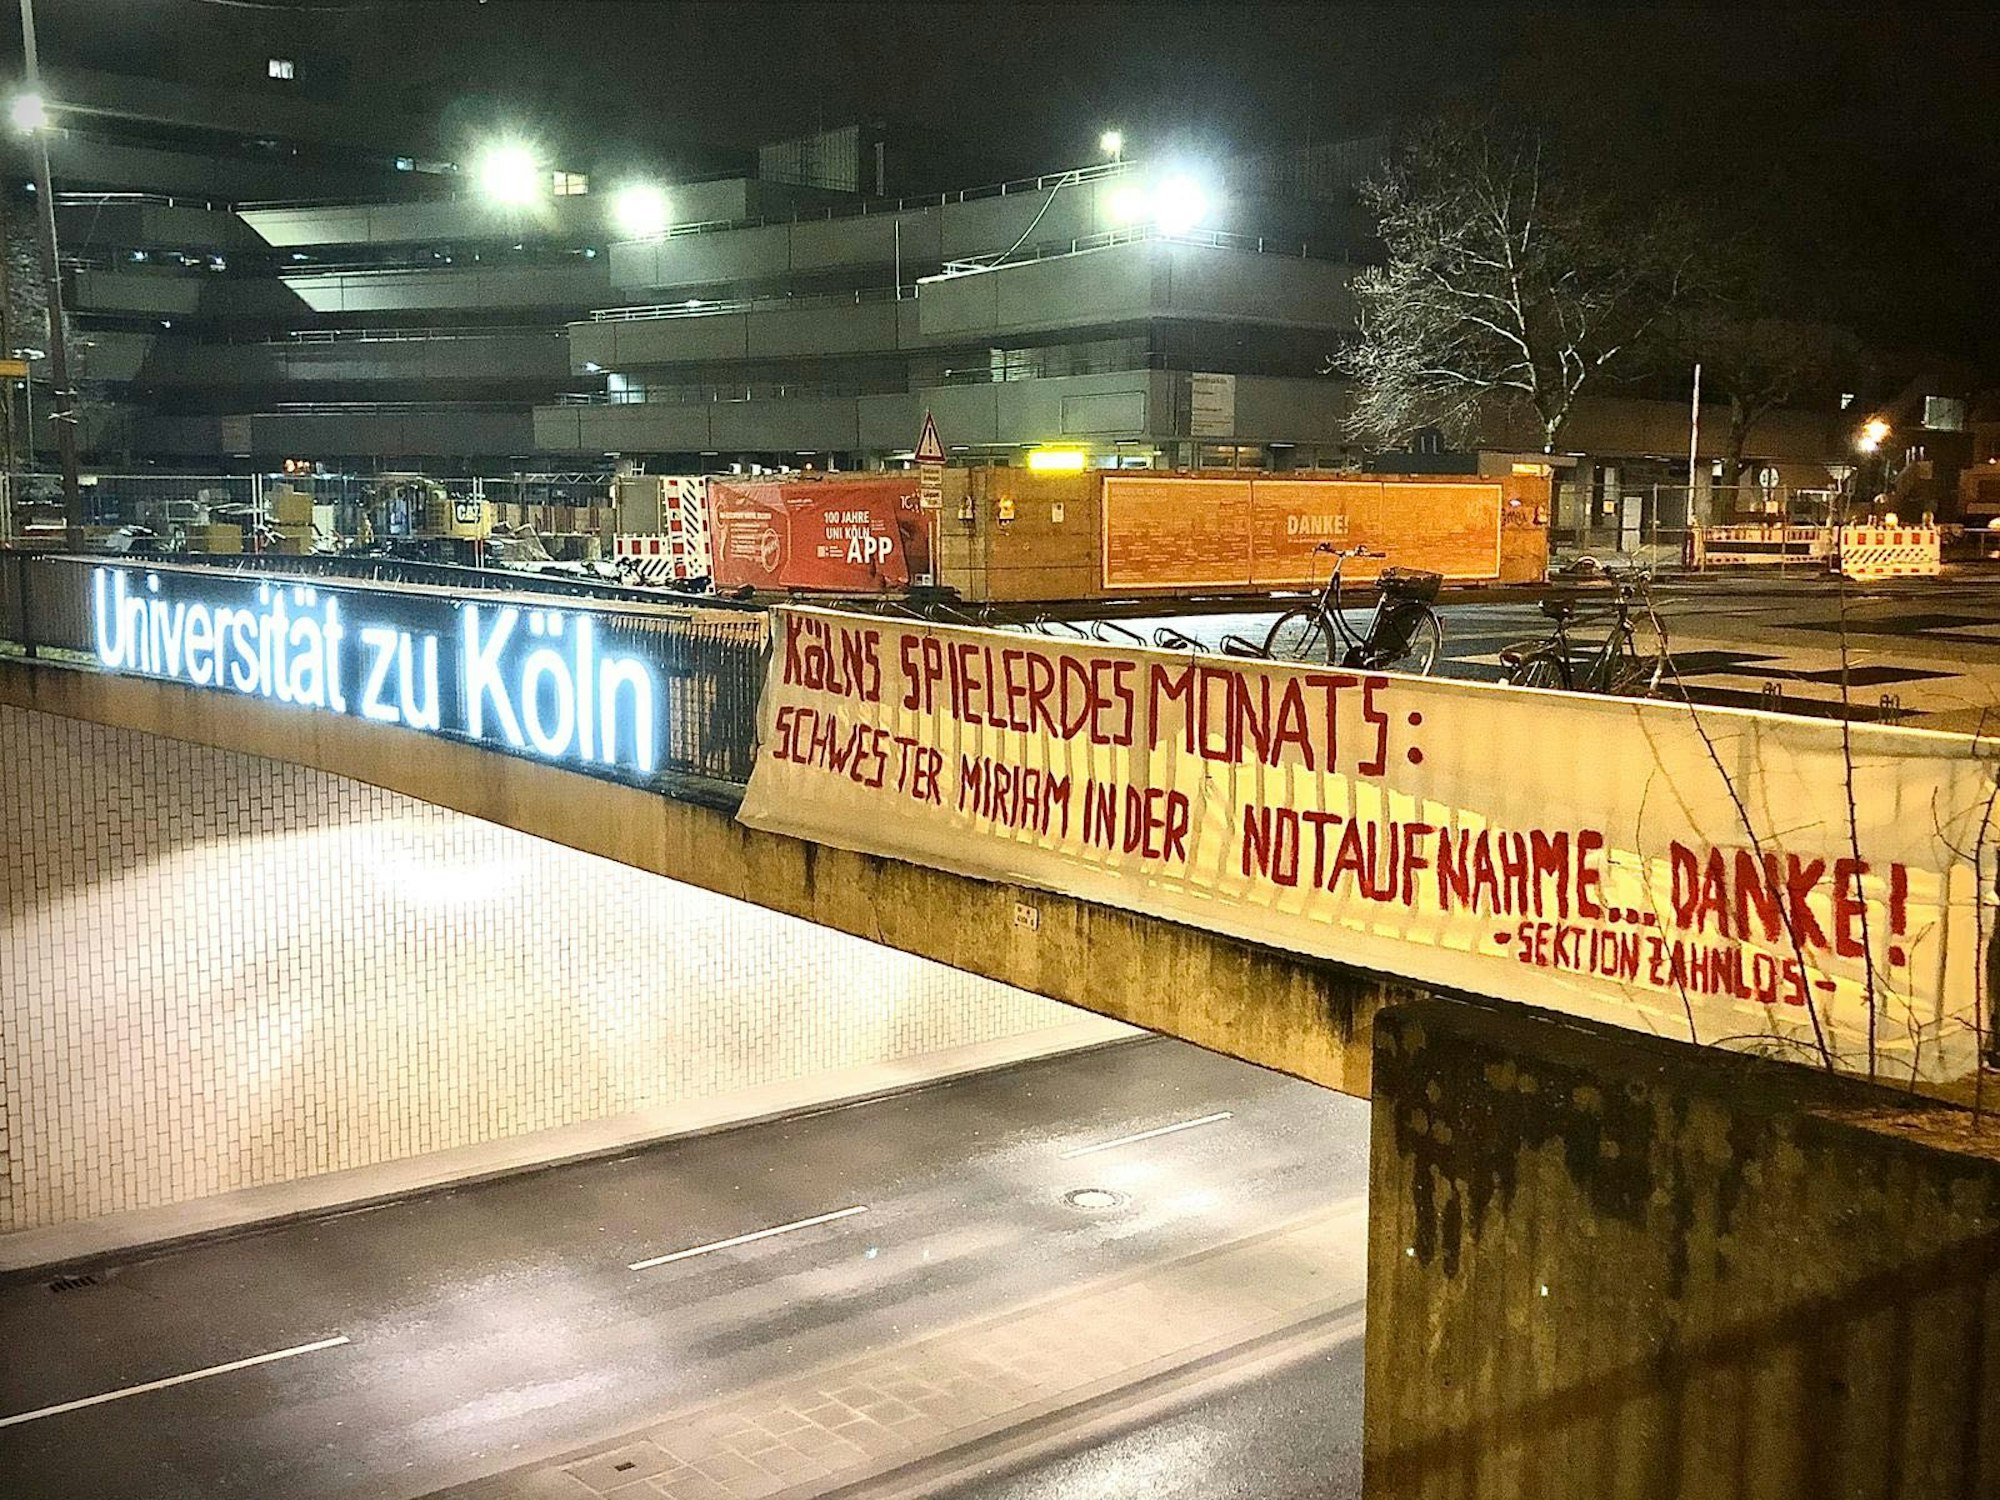 Universität zu Köln
KÖLNS SPIELER DES MONATS:
SCHWESTER MIRIAM IN DER NOTAUFNAHME... DANKE!
-SEKTION ZAHNLOS-
100 JAHRE
UNI KÖLN
APP
DANKE!
CAT